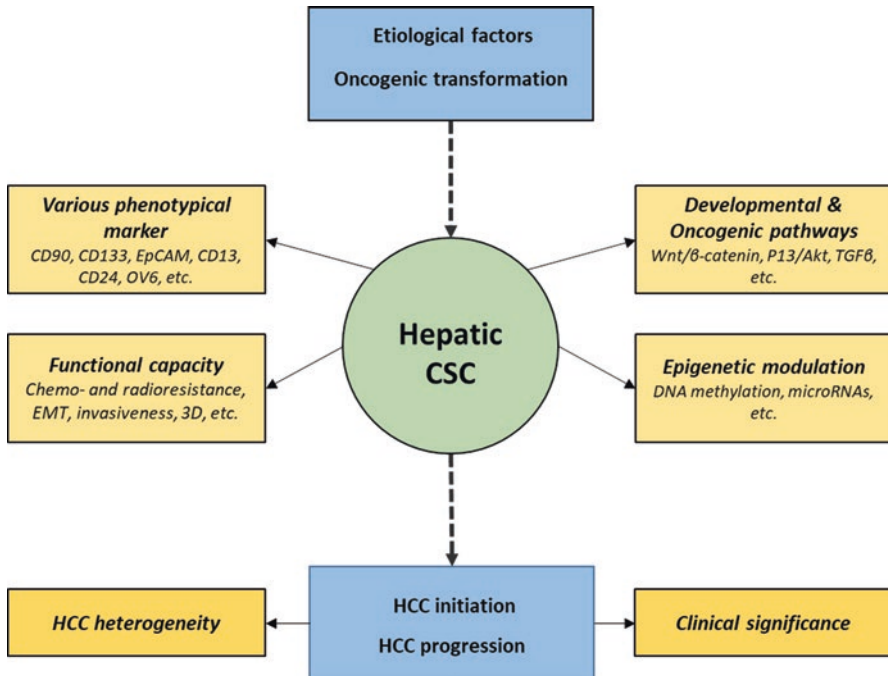 Etiological factors
Oncogenic transformation
Various phenotypical
marker
CD90, CD133, EpCAM, CD13,
CD24, OV6, etc.
Developmental &
Oncogenic pathways
Wnt/β-catenin, P13/Akt, TGFβ,
etc.
Hepatic
CSC
Functional capacity
Chemo- and radioresistance,
EMT, invasiveness, 3D, etc.
Epigenetic modulation
DNA methylation, microRNAs,
etc.
HCC heterogeneity
HCC initiation
HCC progression
Clinical significance